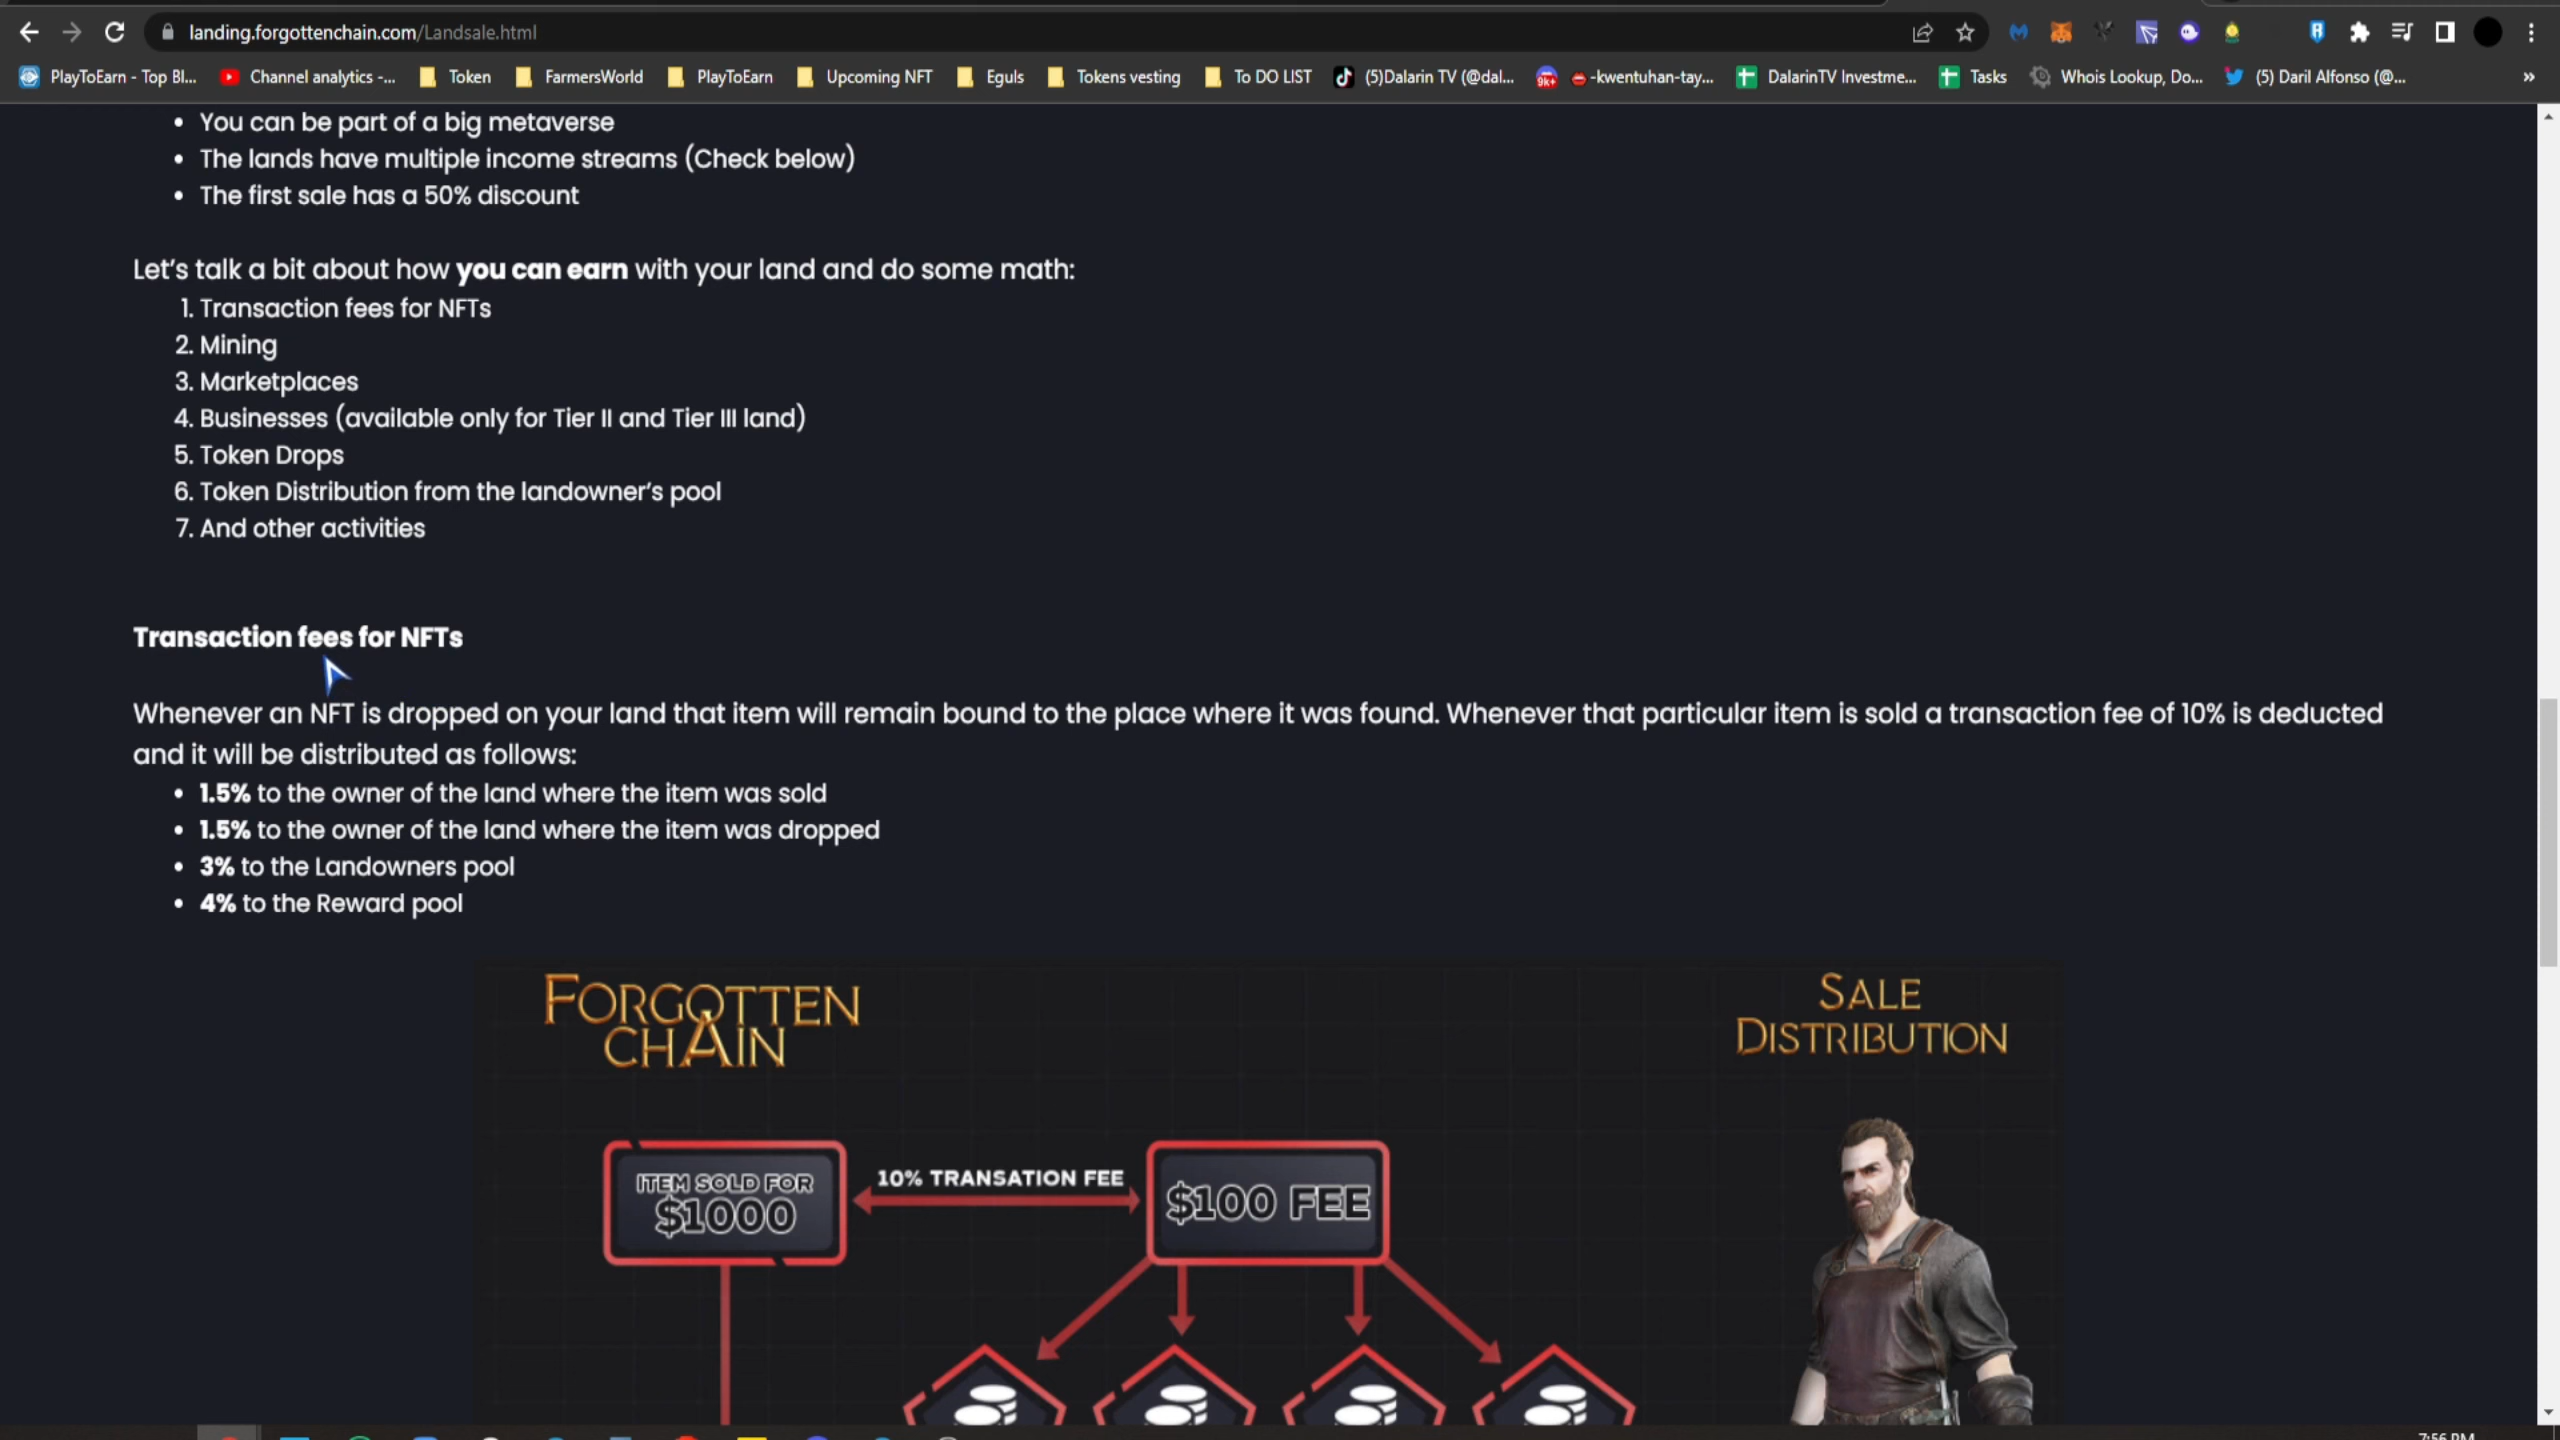 landing.forgottenchain.com/Landsale.html
PlayToEarn - Top Bl... Channel analytics -... Token FarmersWorld PlayToEarn Upcoming NFT Eguls Tokens vesting To DO LIST (5)Dalarin TV (@dal... 9K+ -kwentuhan-tay... DalarinTV Investme... Tasks Whois Lookup, Do... (5) Daril Alfonso (@... »
• You can be part of a big metaverse
• The lands have multiple income streams (Check below)
• The first sale has a 50% discount
Let's talk a bit about how you can earn with your land and do some math:
1. Transaction fees for NFTs
2. Mining
3. Marketplaces
4. Businesses (available only for Tier II and Tier III land)
5. Token Drops
6. Token Distribution from the landowner's pool
7. And other activities
Transaction fees for NFTs
Whenever an NFT is dropped on your land that item will remain bound to the place where it was found. Whenever that particular item is sold a transaction fee of 10% is deducted
and it will be distributed as follows:
• 1.5% to the owner of the land where the item was sold
• 1.5% to the owner of the land where the item was dropped
• 3% to the Landowners pool
• 4% to the Reward pool
FORGOTTEN
CHAIN
SALE
DISTRIBUTION
ITEM SOLD FOR
$1000
10% TRANSATION FEE
$100 FEE
7:56 PM